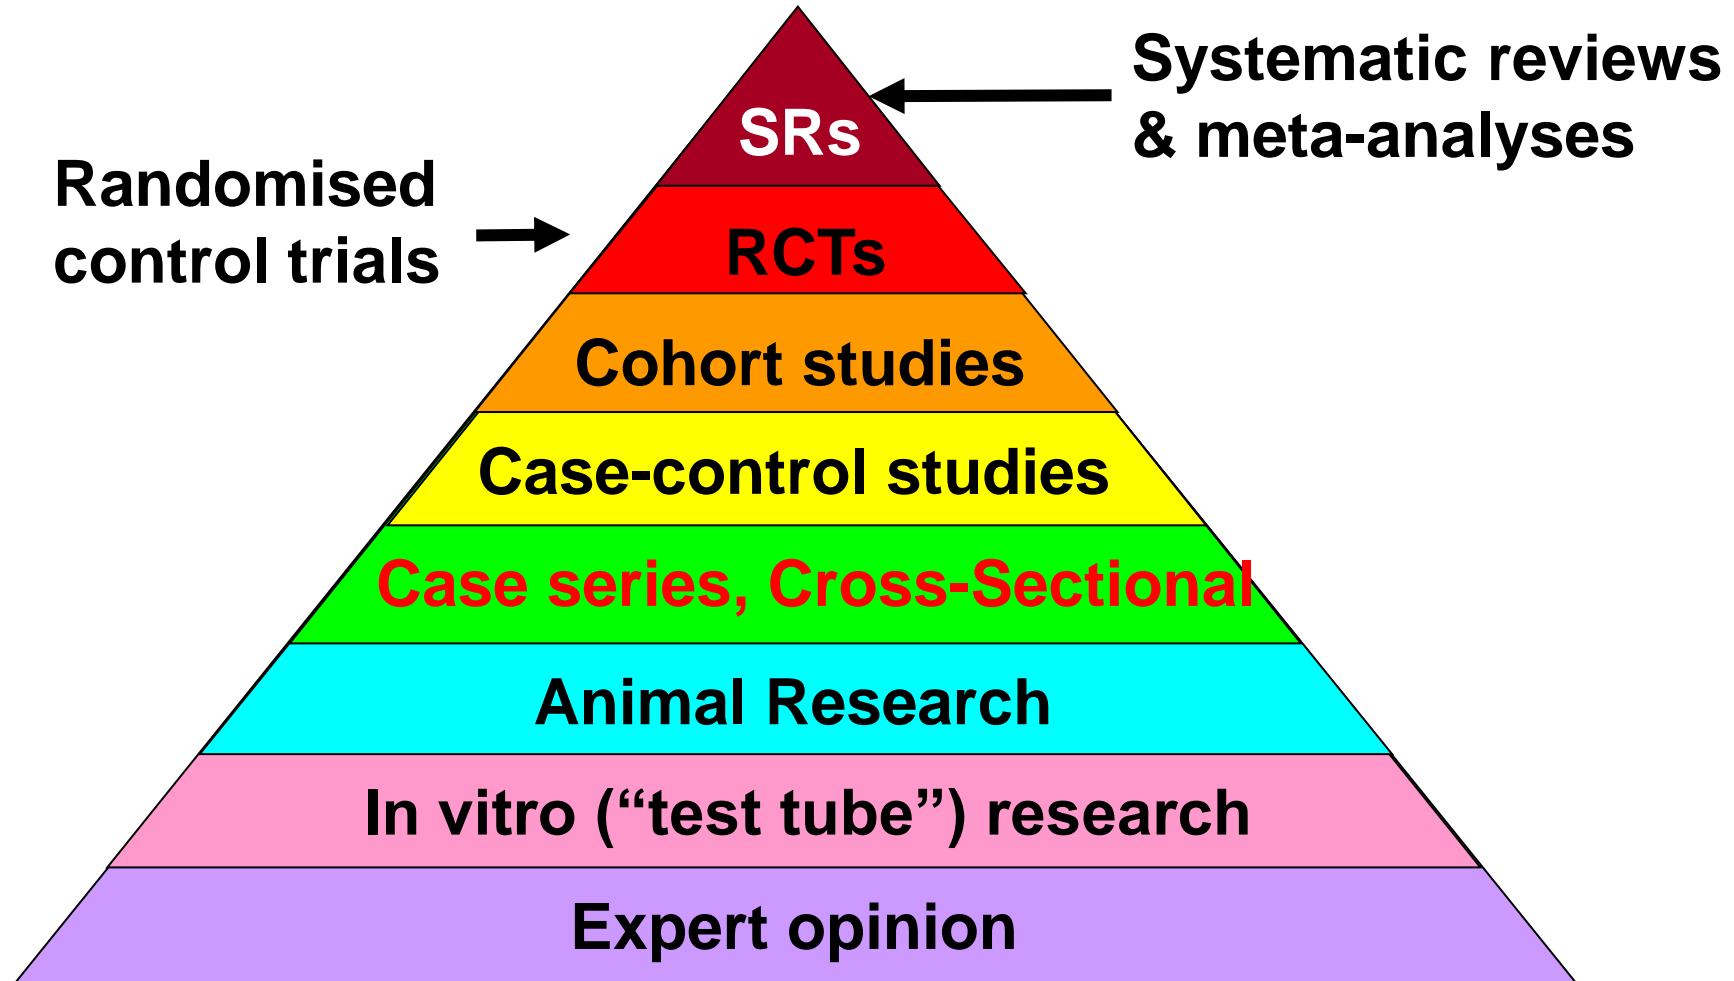 Systematic reviews
& meta-analyses
SRs
Randomised
control trials
RCTs
Cohort studies
Case-control studies
Case series, Cross-Sectional
Animal Research
In vitro (“test tube”) research
Expert opinion